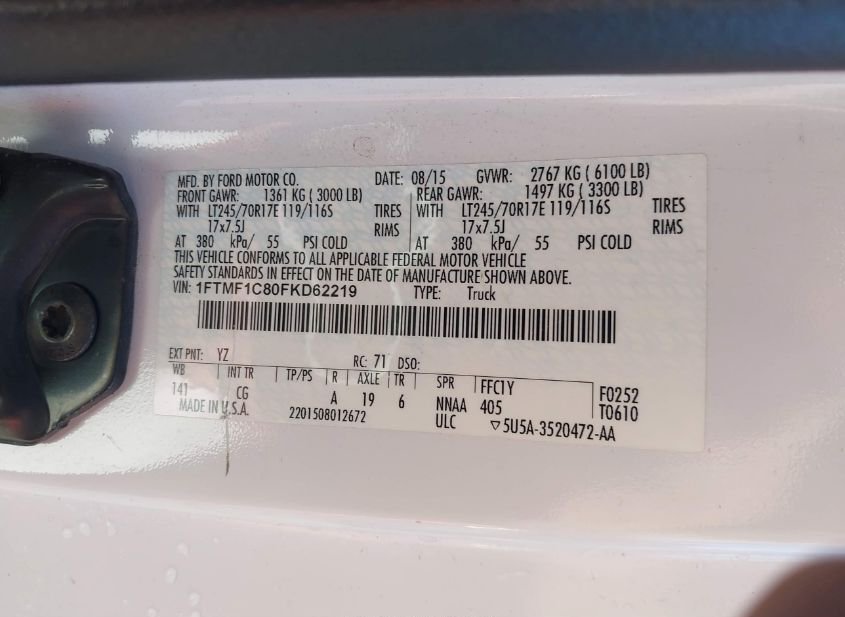 MFD. BY FORD MOTOR CO. DATE: 08/15 GVWR: 2767 KG ( 6100 LB)
FRONT GAWR: 1361 KG ( 3000 LB) REAR GAWR: 1497 KG ( 3300 LB)
WITH LT245/70R17E 119/116S TIRES WITH LT245/70R17E 119/116S TIRES
17x7.5J RIMS 17x7.5J RIMS
AT 380 kPa/ 55 PSI COLD AT 380 kPa/ 55 PSI COLD
THIS VEHICLE CONFORMS TO ALL APPLICABLE FEDERAL MOTOR VEHICLE
SAFETY STANDARDS IN EFFECT ON THE DATE OF MANUFACTURE SHOWN ABOVE.
VIN: 1FTMF1C80FKD62219 TYPE: Truck
EXT PNT: YZ RC: 71 DSO:
WB INT TR TP/PS R AXLE TR SPR FFC1Y F0252
141 CG A 19 6 NNAA 405 T0610
MADE IN U.S.A. 2201508012672 ULC ▽5U5A-3520472-AA